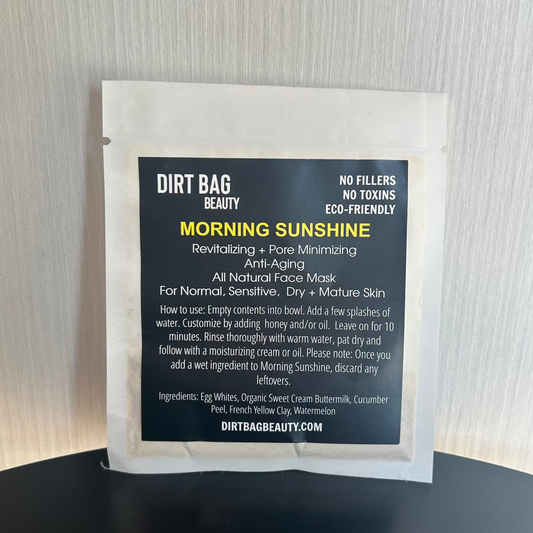 DIRT BAG
BEAUTY
NO FILLERS
NO TOXINS
ECO-FRIENDLY
MORNING SUNSHINE
Revitalizing + Pore Minimizing
Anti-Aging
All Natural Face Mask
For Normal, Sensitive, Dry + Mature Skin
How to use: Empty contents into bowl. Add a few splashes of
water. Customize by adding honey and/or oil. Leave on for 10
minutes. Rinse thoroughly with warm water, pat dry and
follow with a moisturizing cream or oil. Please note: Once you
add a wet ingredient to Morning Sunshine, discard any
leftovers.
Ingredients: Egg Whites, Organic Sweet Cream Buttermilk, Cucumber
Peel, French Yellow Clay, Watermelon
DIRTBAGBEAUTY.COM